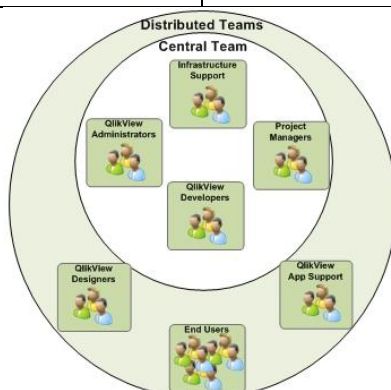 Distributed Teams
Central Team
Infrastructure
Support
QlikView
Administrators
Project
Managers
QlikView
Developers
QlikView
Designers
QlikView
App Support
End Users